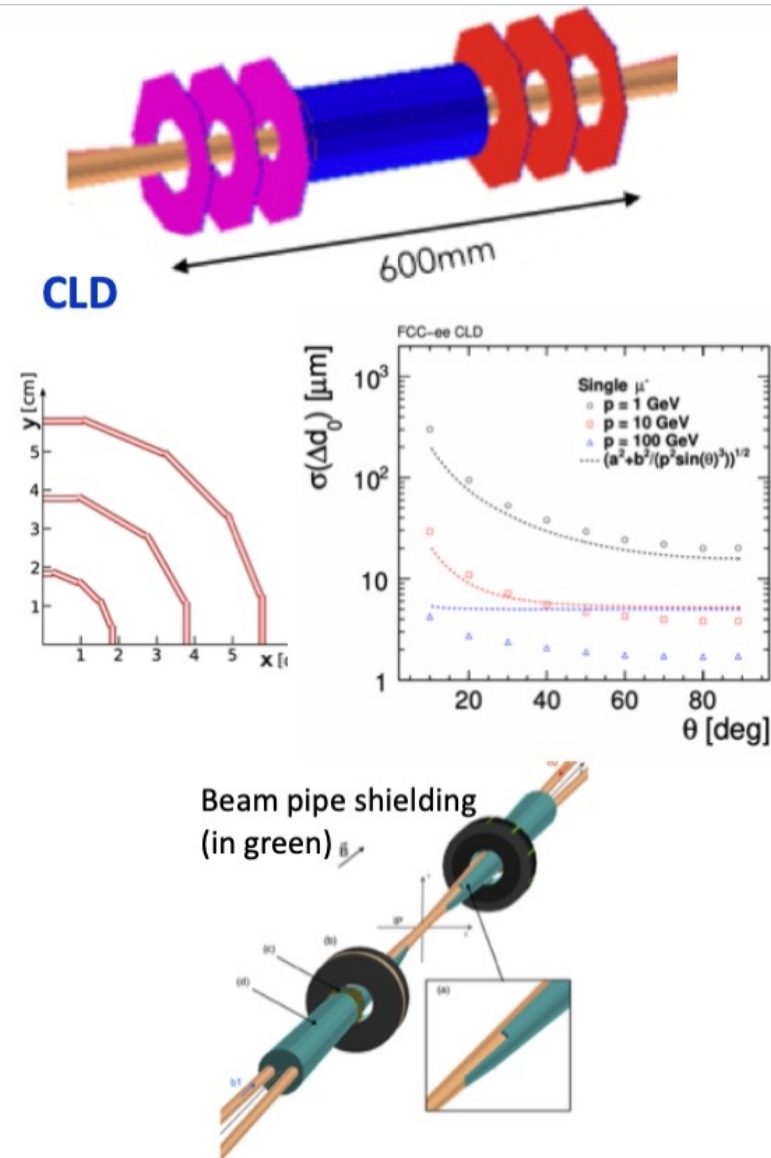 600mm
CLD
y [cm]
5
4
3
2
1
1 2 3 4 5 x [
FCC-ee CLD
σ(Δd₀) [μm]
10³
10²
10
1
Single μ⁻
p = 1 GeV
p = 10 GeV
p = 100 GeV
(a²+b²/(p²sin(θ)³))^1/2
20 40 60 80
θ [deg]
Beam pipe shielding
(in green)
B
IP
(b)
(c)
(d)
(a)
b1